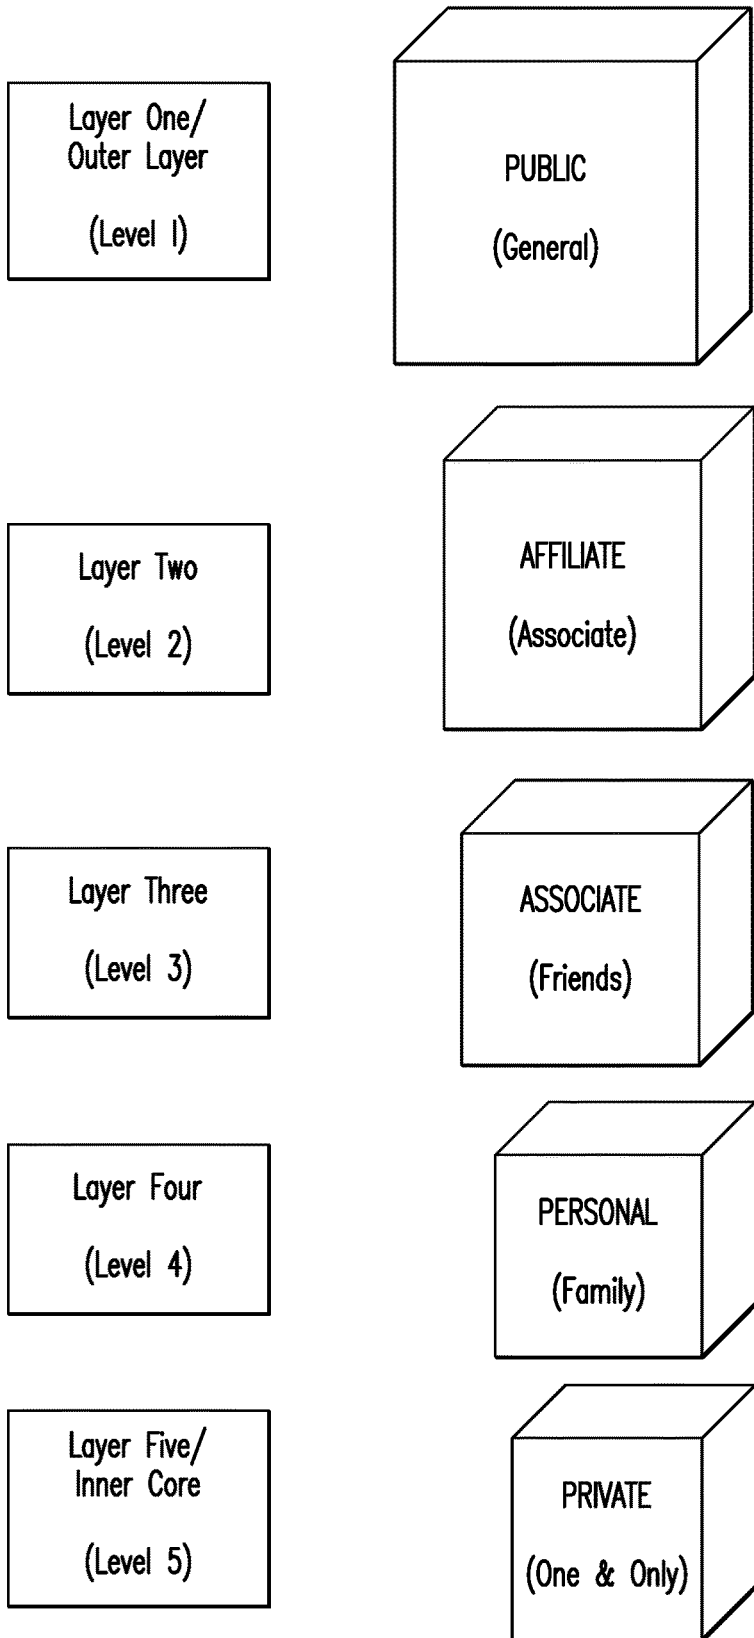 Layer One/
Outer Layer
(Level 1)
PUBLIC
(General)
Layer Two
(Level 2)
AFFILIATE
(Associate)
Layer Three
(Level 3)
ASSOCIATE
(Friends)
Layer Four
(Level 4)
PERSONAL
(Family)
Layer Five/
Inner Core
(Level 5)
PRIVATE
(One & Only)